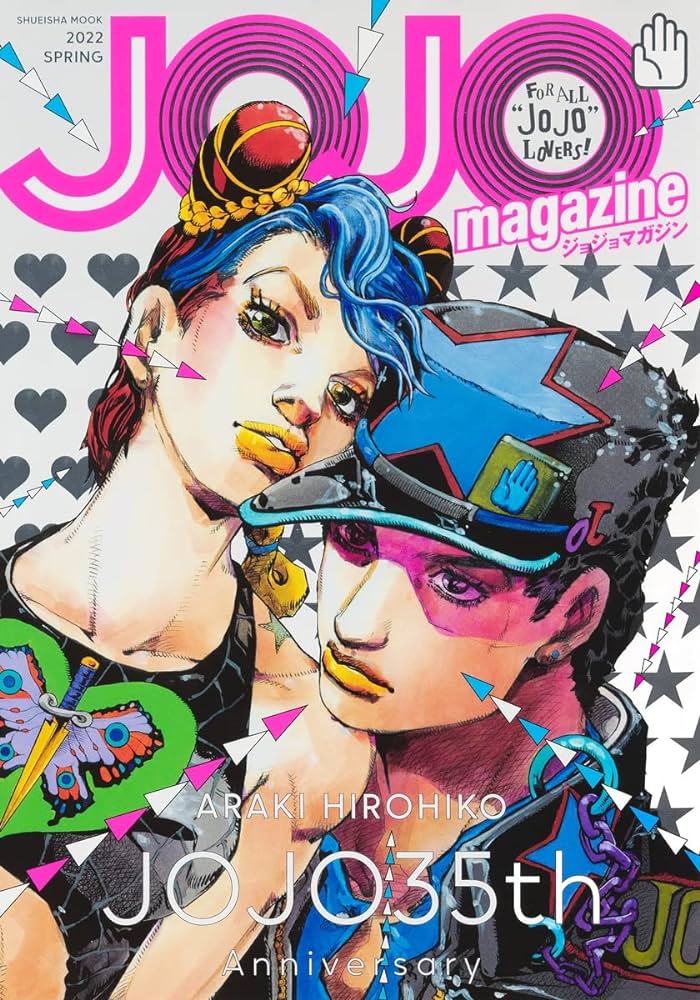 SHUEISHA MOOK
2022
SPRING
JOJO
FOR ALL
“JOJO”
LOVERS!
magazine
ジョジョマガジン
J
JO
ARAKI HIROHIKO
JOJO35th
Anniversary